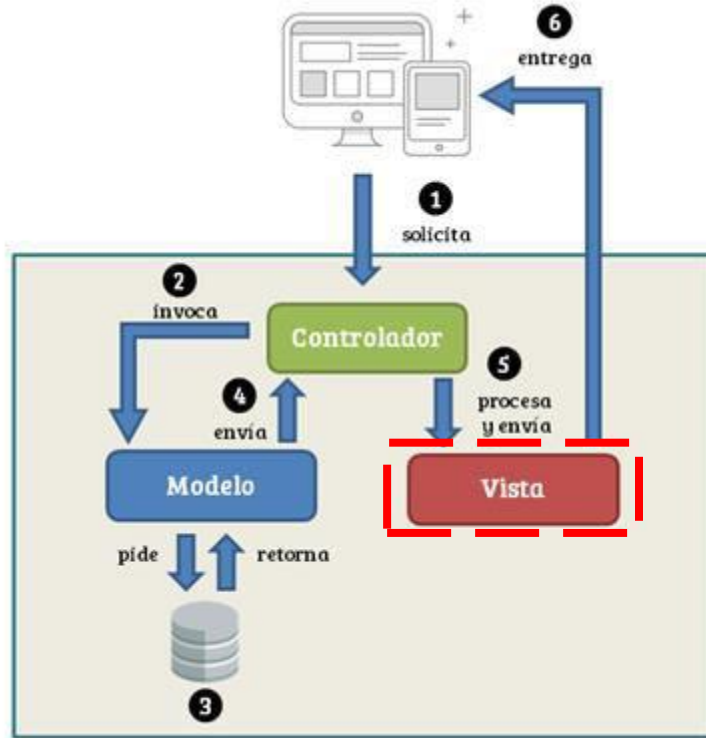 6
entrega
1
solicita
2
invoca
Controlador
5
procesa
y envía
4
envía
Modelo
Vista
pide
retorna
3